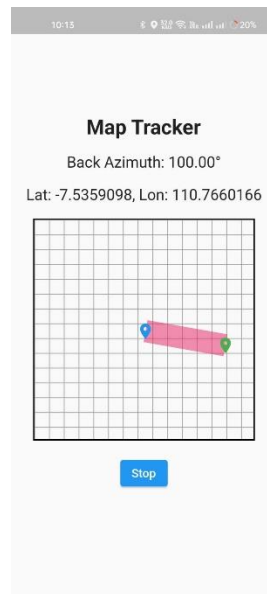 10:13
20%
Map Tracker
Back Azimuth: 100.00°
Lat: -7.5359098, Lon: 110.7660166
Stop